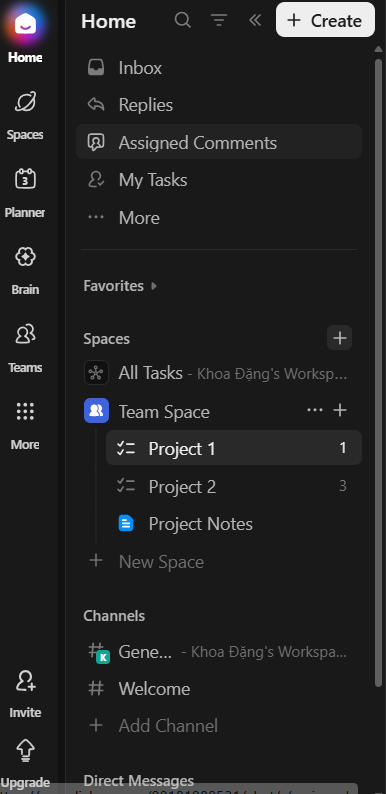 Home
Spaces
3
Planner
Brain
Teams
More
Invite
Upgrade
Home
Create
Inbox
Replies
Assigned Comments
My Tasks
More
Favorites
Spaces
All Tasks - Khoa Đặng's Worksp...
Team Space
Project 1 1
Project 2 3
Project Notes
New Space
Channels
K
Gene... - Khoa Đặng's Workspa...
Welcome
Add Channel
Direct Messages